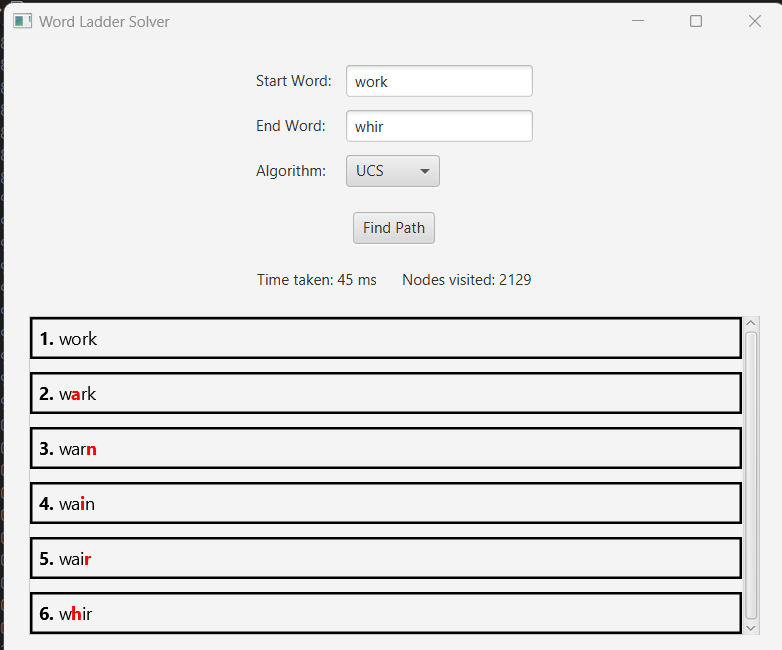 Word Ladder Solver
Start Word: work
End Word: whir
Algorithm: UCS
Find Path
Time taken: 45 ms Nodes visited: 2129
1. work
2. wark
3. warn
4. wain
5. wair
6. whir